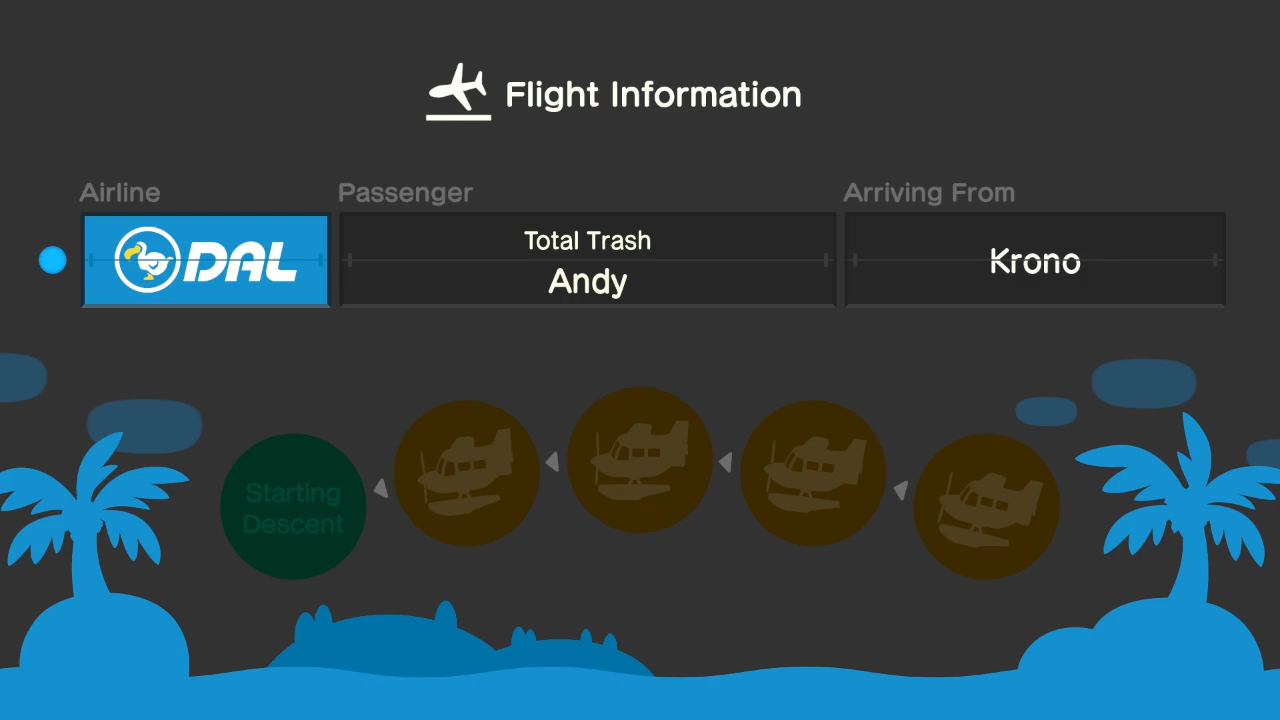 Flight Information
Airline
Passenger
Arriving From
DAL
Total Trash
Andy
Krono
Starting
Descent